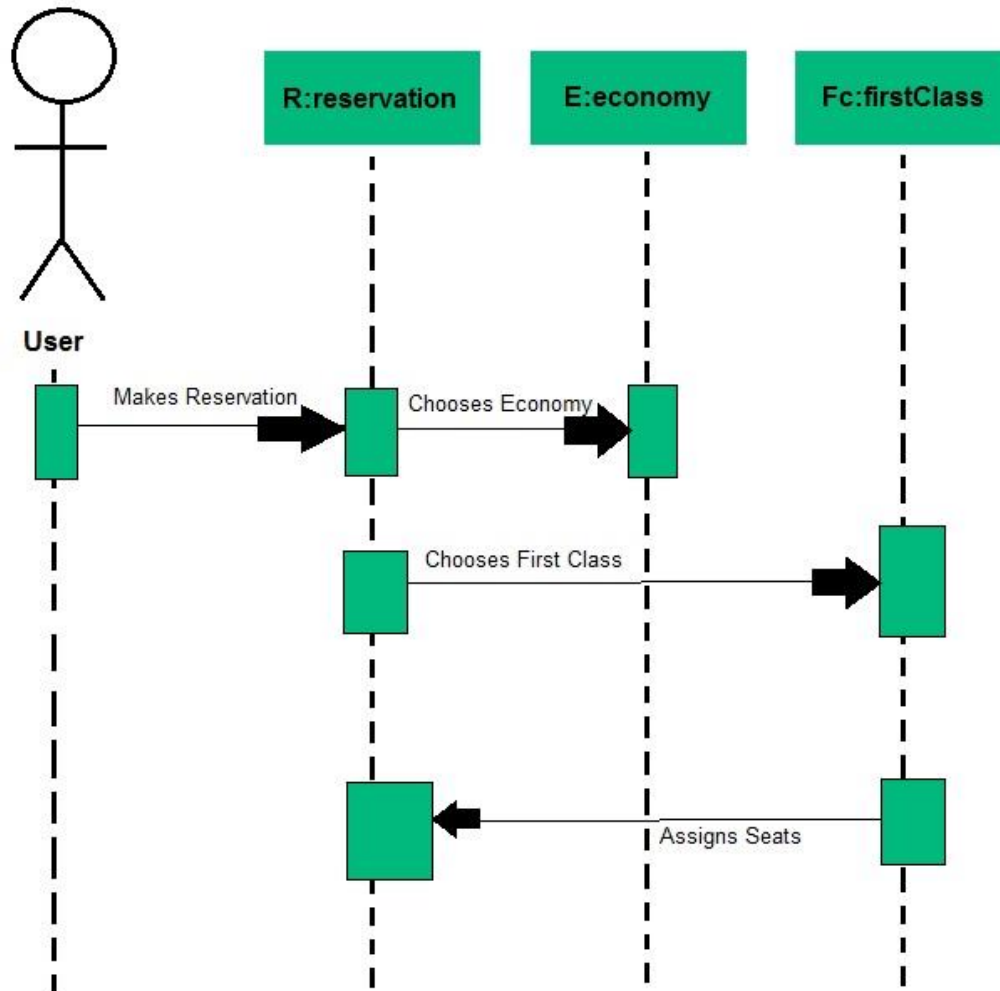 R:reservation
E:economy
Fc:firstClass
User
Makes Reservation
Chooses Economy
Chooses First Class
Assigns Seats